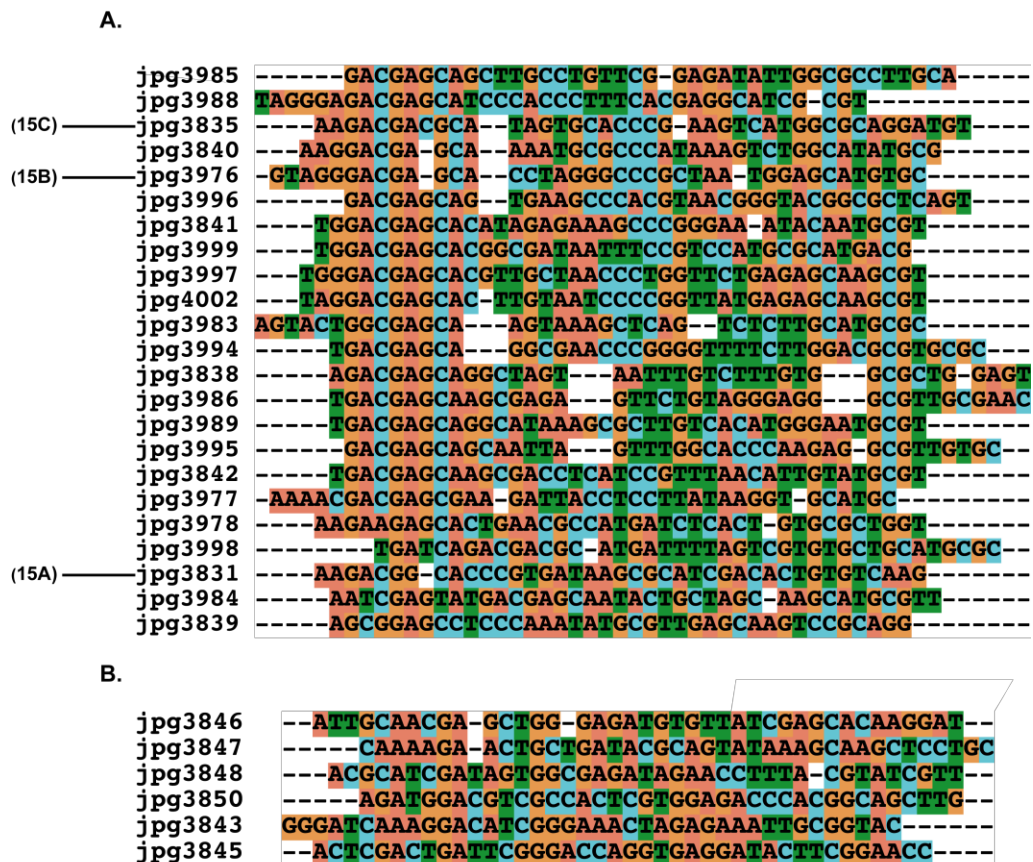 A.
jpg3985 ------GACGAGCAGCTTGCCTGTTCG-GAGATATTGGCGCCTTGCA-----
jpg3988 TAGGGAGACGAGCATCCCACCCTTTCACGAGGCATCG-CGT-----------
(15C) jpg3835 ----AAGACGACGCA--TAGTGCACCCG-AAGTCATGGCGCAGGATGT----
jpg3840 ---AAGGACGA-GCA--AAATGCGCCCATAAAGTCTGGCATATGCG------
(15B) jpg3976 -GTAGGGACGA-GCA--CCTAGGGCCCGCTAA-TGGAGCATGTGC-------
jpg3996 ------GACGAGCAG--TGAAGCCCACGTAACGGGTACGGCGCTCAGT----
jpg3841 ----TGGACGAGCACATAGAGAAAGCCCGGGAA-ATACAATGCGT-------
jpg3999 ----TGGACGAGCACGGCGATAATTTCCGTCCATGCGCATGACG--------
jpg3997 ---TGGGACGAGCACGTTGCTAACCCTGGTTCTGAGAGCAAGCGT-------
jpg4002 ---TAGGACGAGCAC-TTGTAATCCCCGGTTATGAGAGCAAGCGT-------
jpg3983 AGTACTGGCGAGCA---AGTAAAGCTCAG--TCTCTTGCATGCGC-------
jpg3994 -----TGACGAGCA---GGCGAACCCGGGGTTTTCTTGGACGCGTGCGC---
jpg3838 -----AGACGAGCAGGCTAGT---AATTTGTCTTTGTG---GCGCTG-GAGT
jpg3986 -----TGACGAGCAAGCGAGA---GTTCTGTAGGGAGG---GCGTTGCGAAC
jpg3989 -----TGACGAGCAGGCATAAAGCGCTTGTCACATGGGAATGCGT-------
jpg3995 ------GACGAGCAGCAATTA---GTTTGGCACCCAAGAG-GCGTTGTGC--
jpg3842 -----TGACGAGCAAGCGACCTCATCCGTTTAACATTGTATGCGT-------
jpg3977 -AAAACGACGAGCGAA-GATTACCTCCTTATAAGGT-GCATGC---------
jpg3978 ----AAGAAGAGCACTGAACGCCATGATCTCACT-GTGCGCTGGT-------
jpg3998 --------TGATCAGACGACGC-ATGATTTTAGTCGTGTGCTGCATGCGC--
(15A) jpg3831 ----AAGACGG-CACCCGTGATAAGCGCATCGACACTGTGTCAAG-------
jpg3984 -----AATCGAGTATGACGAGCAATACTGCTAGC-AAGCATGCGTT------
jpg3839 -----AGCGGAGCCTCCCAAATATGCGTTGAGCAAGTCCGCAGG--------
B.
jpg3846 --ATTGCAACGA-GCTGG-GAGATGTGTTATCGAGCACAAGGAT--
jpg3847 -----CAAAAGA-ACTGCTGATACGCAGTATAAAGCAAGCTCCTGC
jpg3848 ---ACGCATCGATAGTGGCGAGATAGAACCTTTA-CGTATCGTT--
jpg3850 -----AGATGGACGTCGCCACTCGTGGAGACCCACGGCAGCTTG--
jpg3843 GGGATCAAAGGACATCGGGAAACTAGAGAAATTGCGGTAC------
jpg3845 ---ACTCGACTGATTCGGGACCAGGTGAGGATACTTCGGAACC----